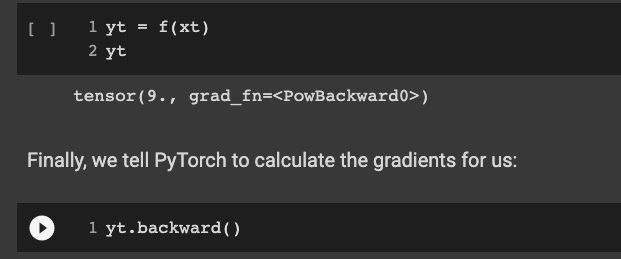 [ ] 1 yt = f(xt)
2 yt
tensor(9., grad_fn=<PowBackward0>)
Finally, we tell PyTorch to calculate the gradients for us:
1 yt.backward()